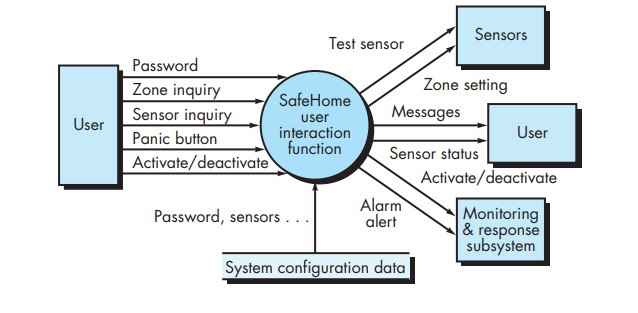 Test sensor
Sensors
Password
Zone inquiry
Zone setting
SafeHome
user
interaction
function
Sensor inquiry
Messages
User
User
Panic button
Sensor status
Activate/deactivate
Activate/deactivate
Password, sensors . . .
Alarm
alert
Monitoring
& response
subsystem
System configuration data